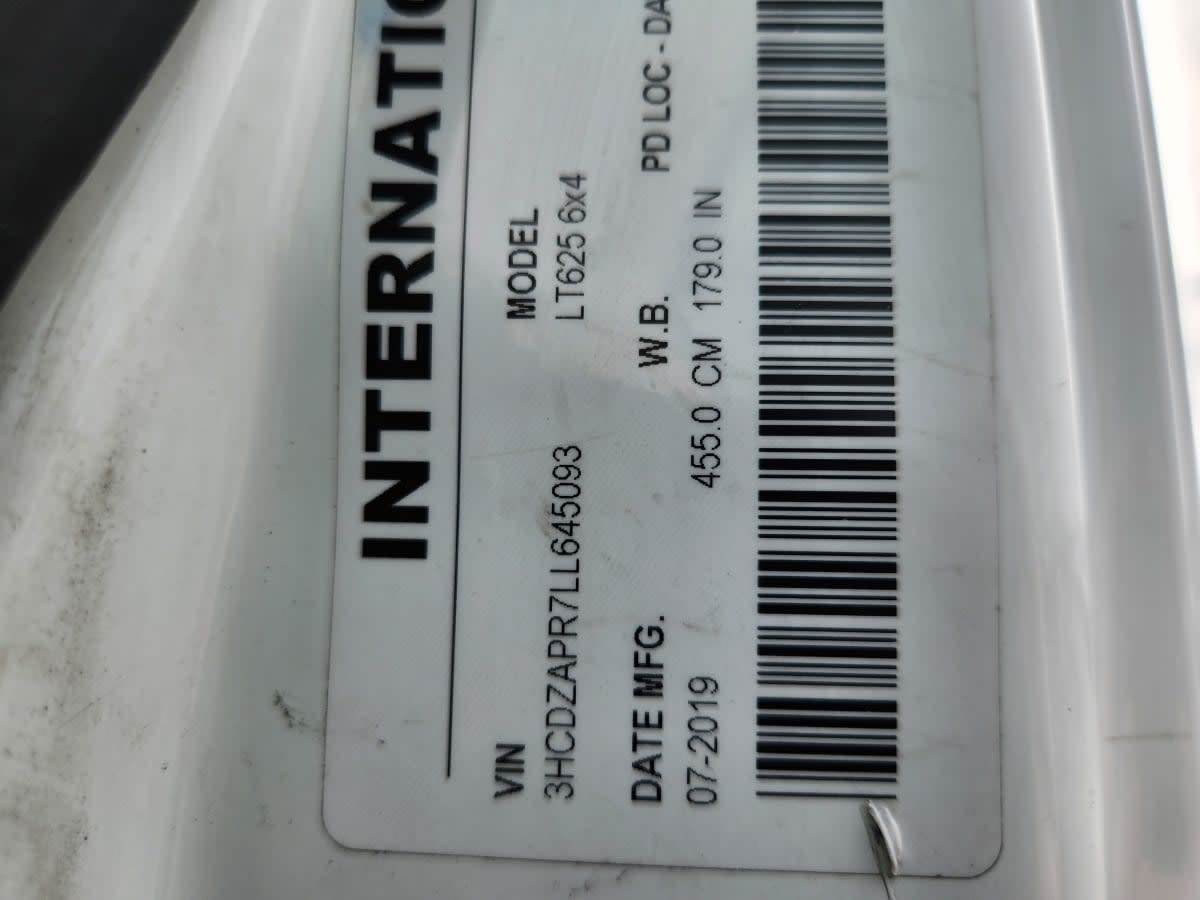 INTERNATIO
VIN MODEL
3HCDZAPR7LL645093 LT625 6x4
DATE MFG. W.B. PD LOC - DA
07-2019 455.0 CM 179.0 IN